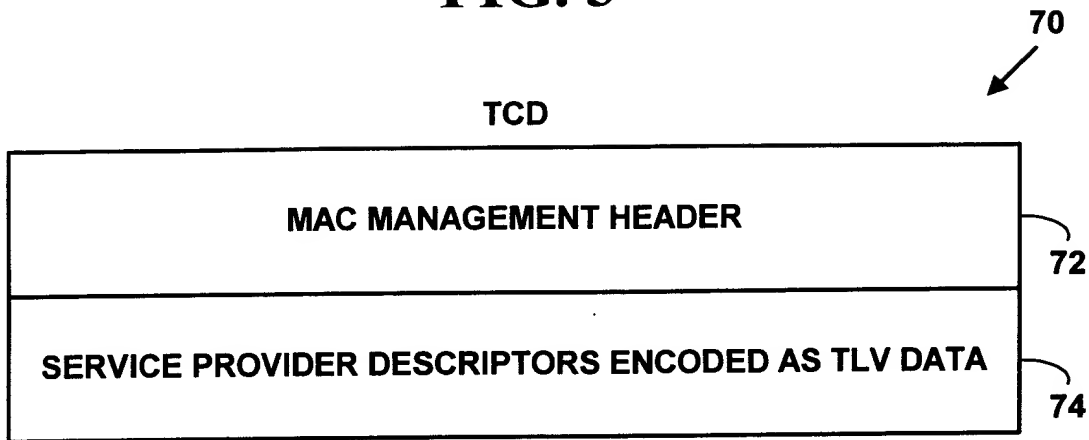 70
TCD
MAC MANAGEMENT HEADER
72
SERVICE PROVIDER DESCRIPTORS ENCODED AS TLV DATA
74